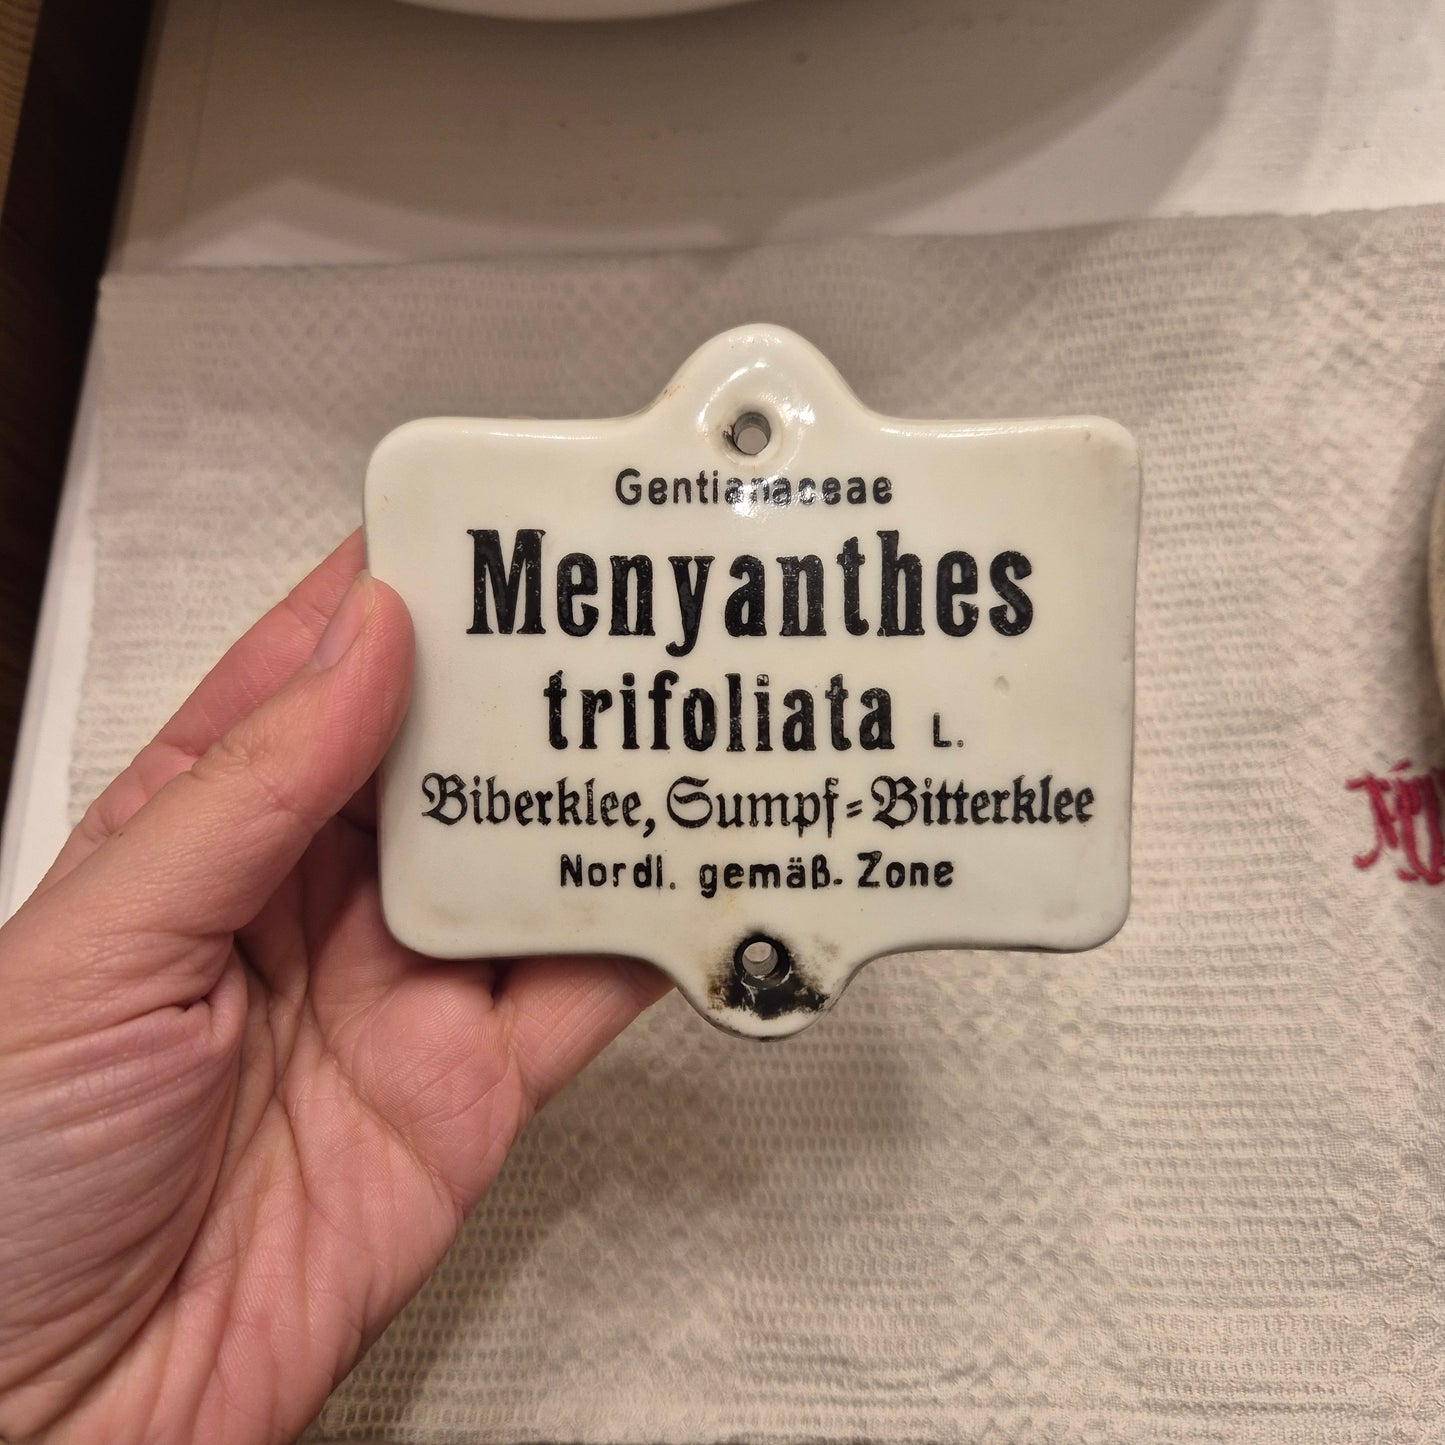 Gentianaceae
Menyanthes
trifoliata L.
Biberklee, Sumpf=Bitterklee
Nordl. gemäß. Zone